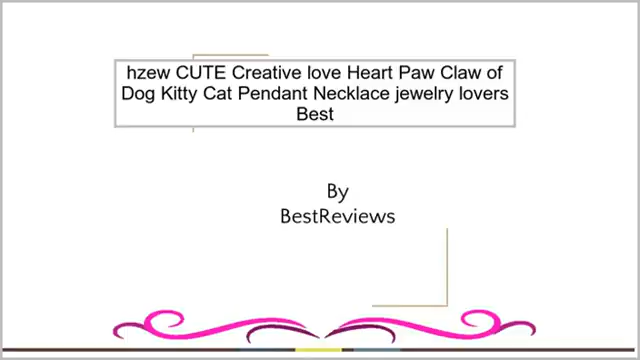 hzew CUTE Creative love Heart Paw Claw of
Dog Kitty Cat Pendant Necklace jewelry lovers
Best
By
BestReviews